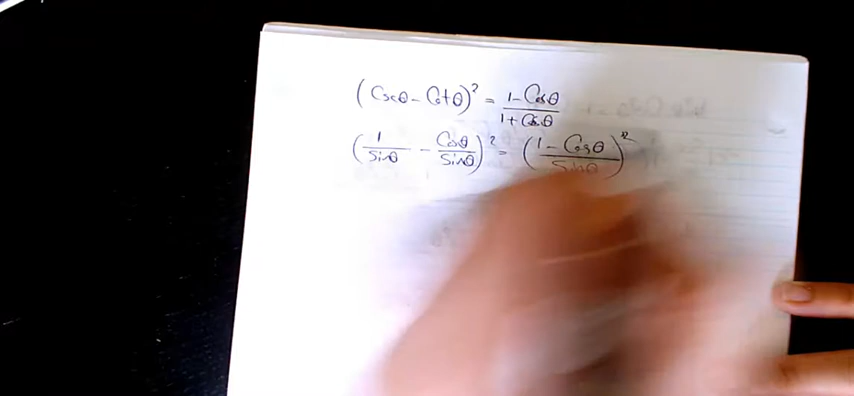 (Cscθ - Cotθ)² = (1 - Cosθ)/(1 + Cosθ)
(1/Sinθ - Cosθ/Sinθ)² = ((1 - Cosθ)/Sinθ)²